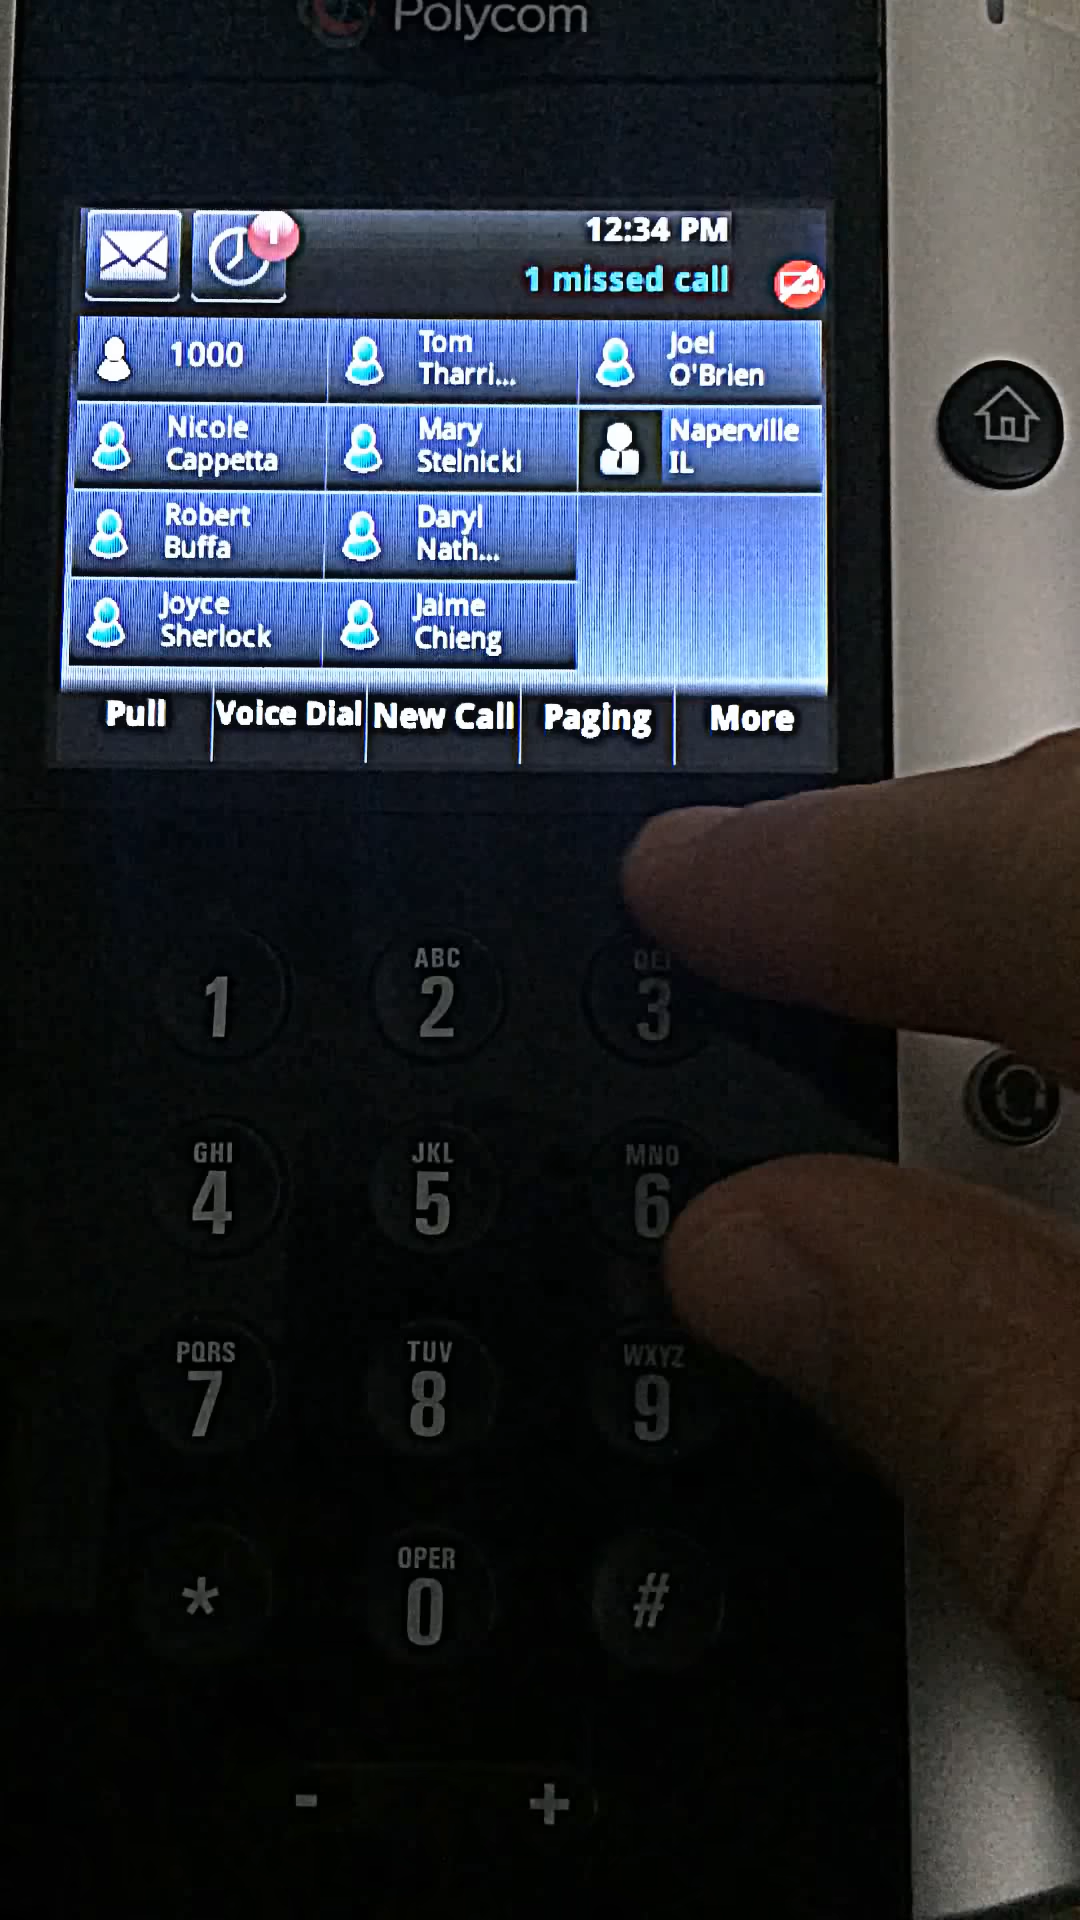 Polycom
1
12:34 PM
1 missed call
1000
Tom
Tharri...
Joel
O'Brien
Nicole
Cappetta
Mary
Stelnicki
Naperville
IL
Robert
Buffa
Daryl
Nath...
Joyce
Sherlock
Jaime
Chieng
Pull
Voice Dial
New Call
Paging
More
1
ABC
2
3
GHI
4
JKL
5
MNO
6
PQRS
7
TUV
8
WXYZ
9
*
OPER
0
#
-
+